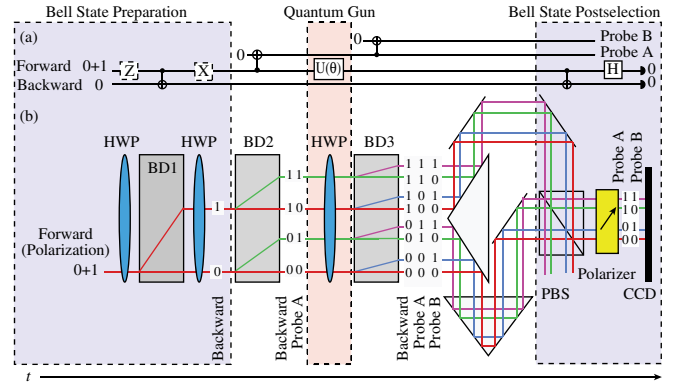 Bell State Preparation Quantum Gun Bell State Postselection
(a) 0 Probe B
0 Probe A
Forward 0+1 Z X U(θ) H 0
Backward 0 0
(b)
HWP HWP BD2 HWP BD3
BD1
1 1 1 1 1
1 1 0
1 1 0 1 0 1
1 0 0
0 1 0 1 1
0 1 0
0 0 1
0 0 0 0 0 0
Forward
(Polarization)
0+1
Backward
Backward
Probe A
Backward
Probe A
Probe B
Probe A
Probe B
1 1
1 0
0 1
0 0
Polarizer
PBS CCD
t